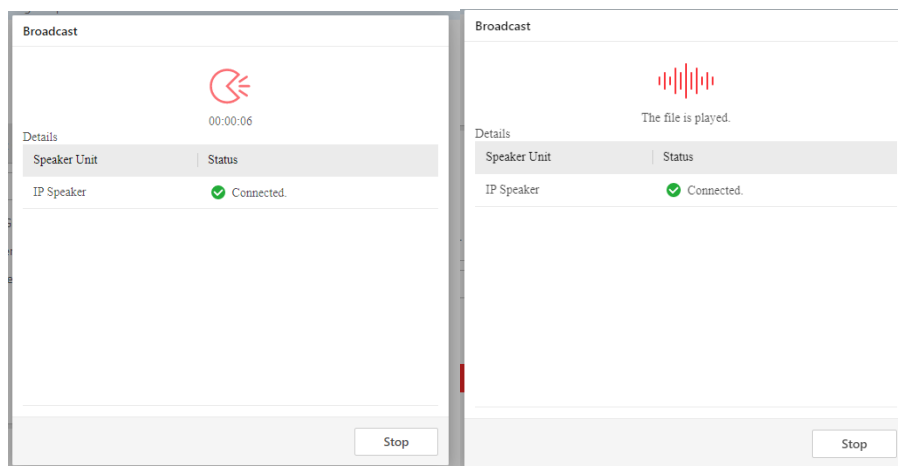 Broadcast
00:00:06
Details
Speaker Unit Status
IP Speaker Connected.
Stop
Broadcast
The file is played.
Details
Speaker Unit Status
IP Speaker Connected.
Stop